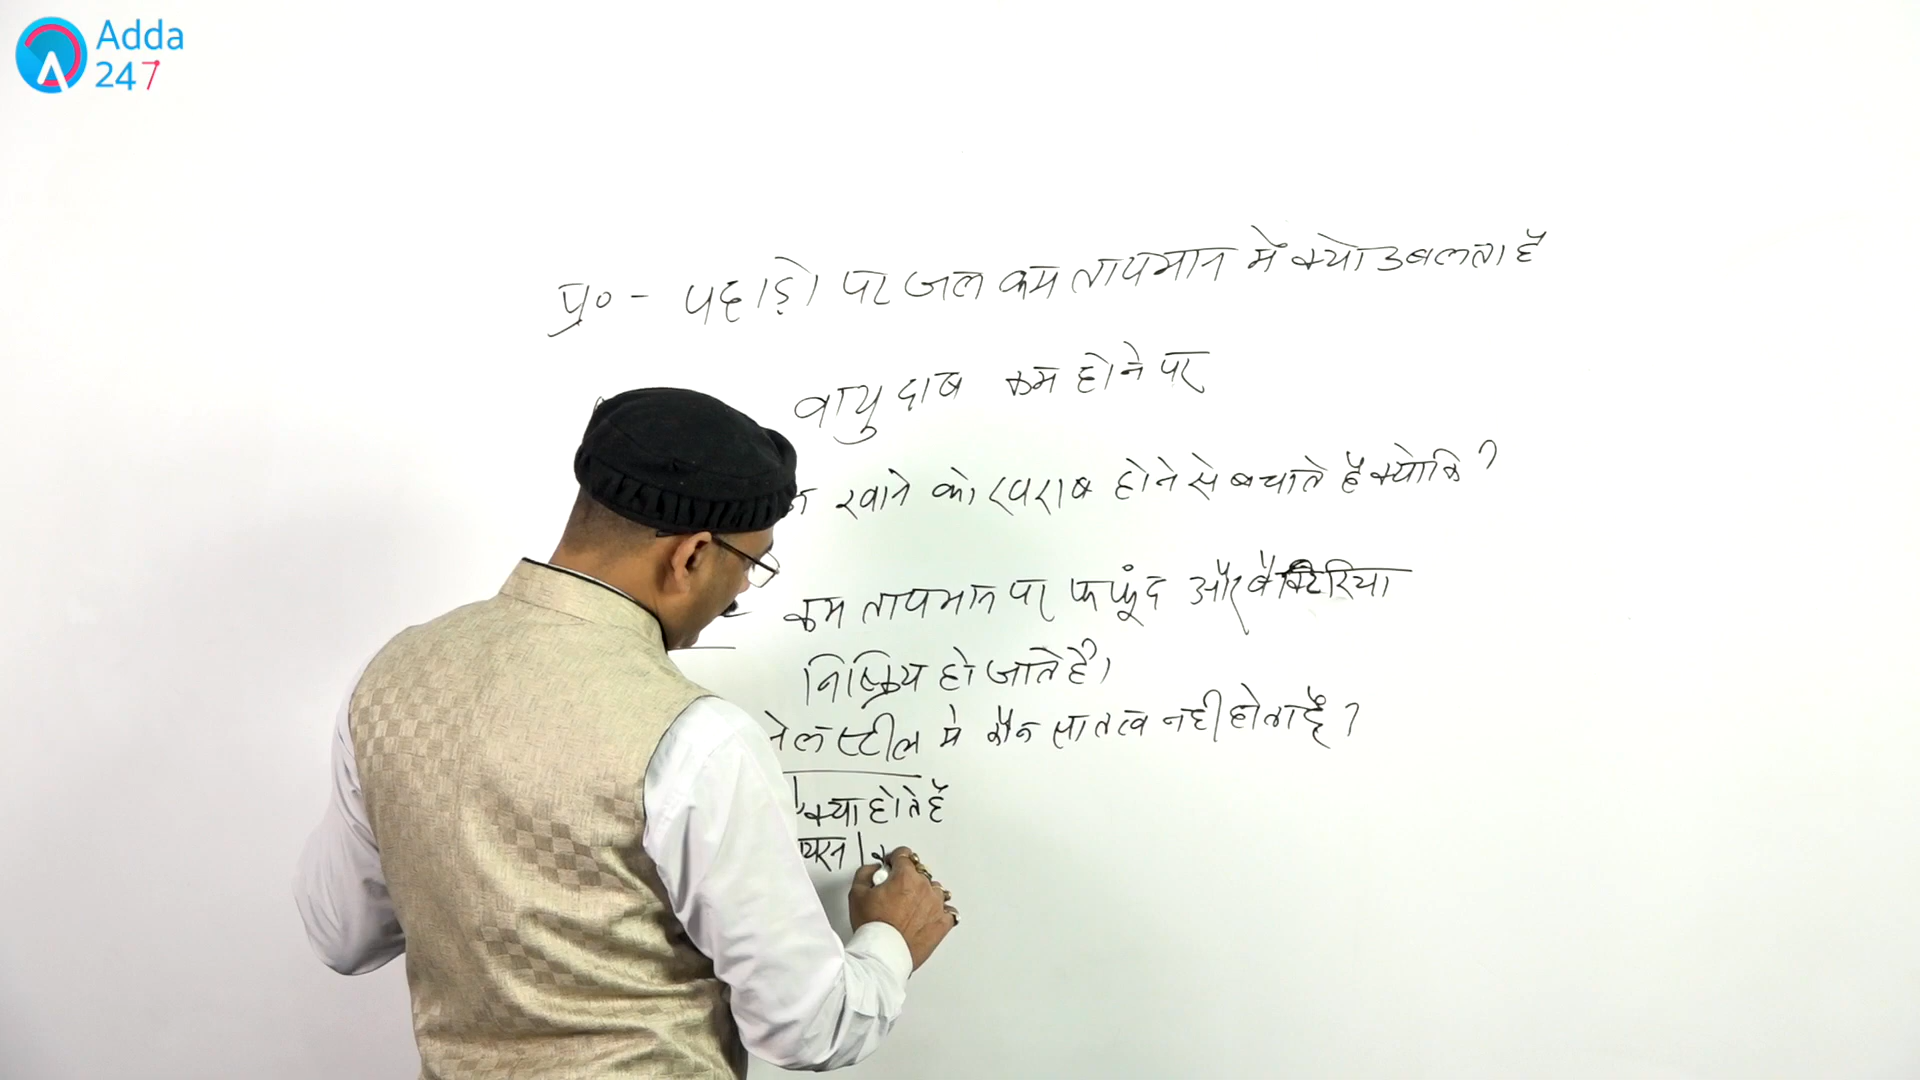 Adda
247
प्र० - पहाड़ो पर जल कम तापमान में क्यो उबलता है
वायु दाब कम होने पर
खाने को खराब होने से बचाते है क्योकि ?
कम तापमान पर फफूंद और बैक्टिरिया
निष्क्रिय हो जाते है।
स्टील मे कौन सा तत्व नही होता है ?
क्या होते है